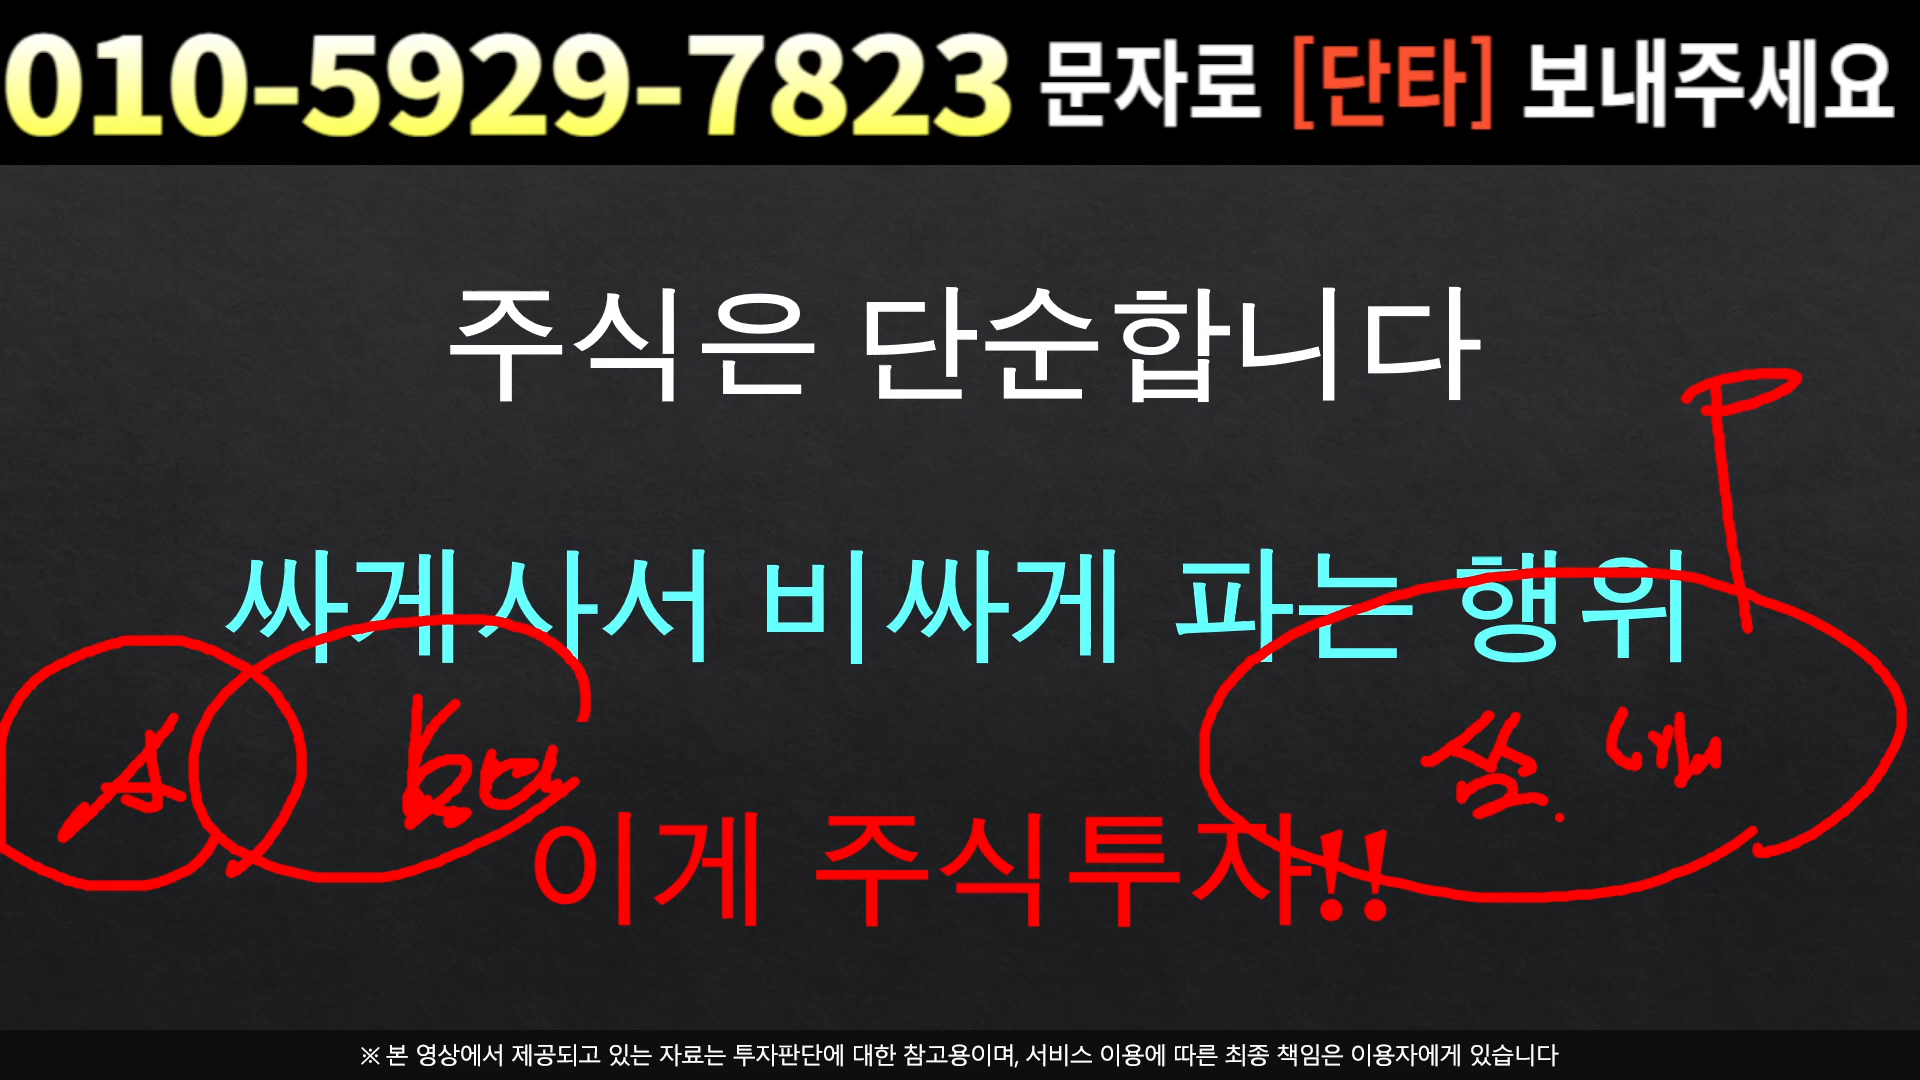 010-5929-7823 문자로 [단타] 보내주세요
주식은 단순합니다
싸게사서 비싸게 파는 행위
이게 주식투자!!
※ 본 영상에서 제공되고 있는 자료는 투자판단에 대한 참고용이며, 서비스 이용에 따른 최종 책임은 이용자에게 있습니다